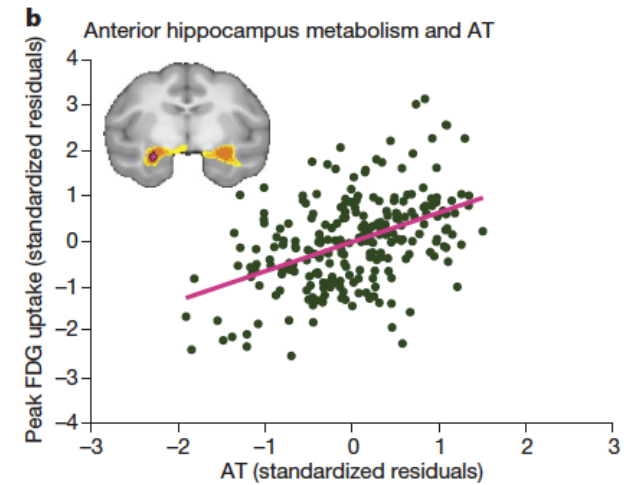 b
Anterior hippocampus metabolism and AT
Peak FDG uptake (standardized residuals)
4
3
2
1
0
–1
–2
–3
–4
–3 –2 –1 0 1 2 3
AT (standardized residuals)